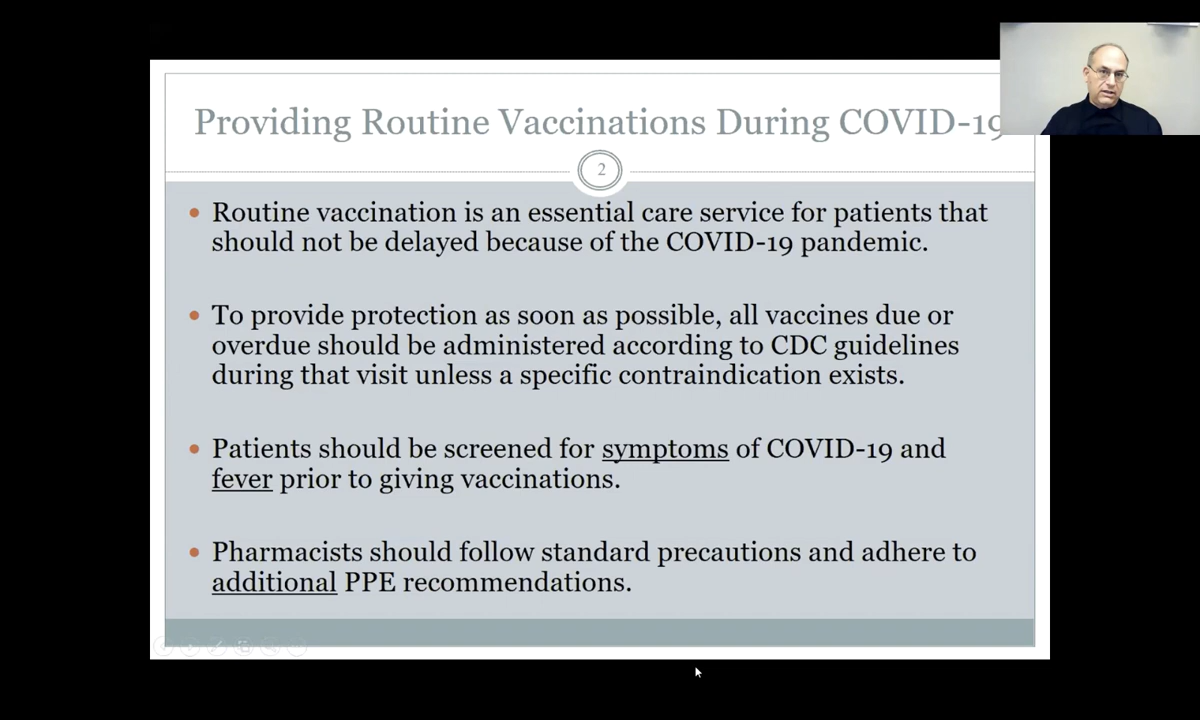 Providing Routine Vaccinations During COVID-19
2
• Routine vaccination is an essential care service for patients that
should not be delayed because of the COVID-19 pandemic.
• To provide protection as soon as possible, all vaccines due or
overdue should be administered according to CDC guidelines
during that visit unless a specific contraindication exists.
• Patients should be screened for symptoms of COVID-19 and
fever prior to giving vaccinations.
• Pharmacists should follow standard precautions and adhere to
additional PPE recommendations.